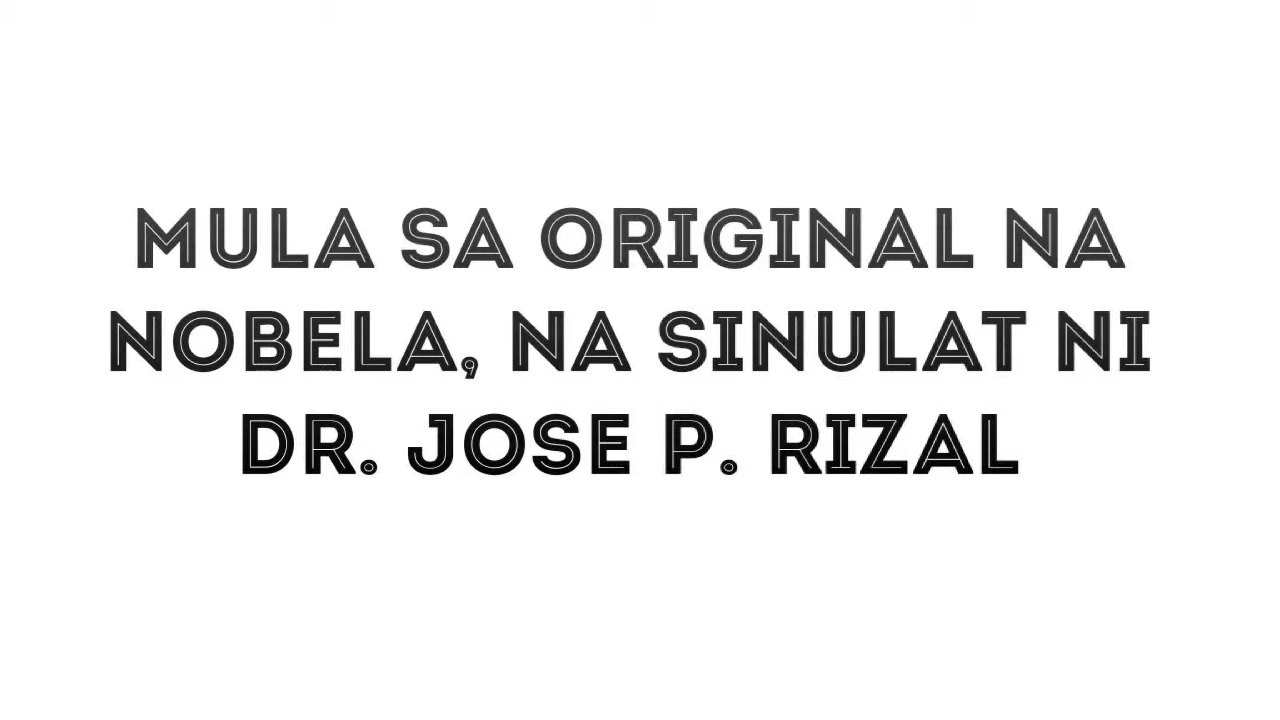 MULA SA ORIGINAL NA
NOBELA, NA SINULAT NI
DR. JOSE P. RIZAL